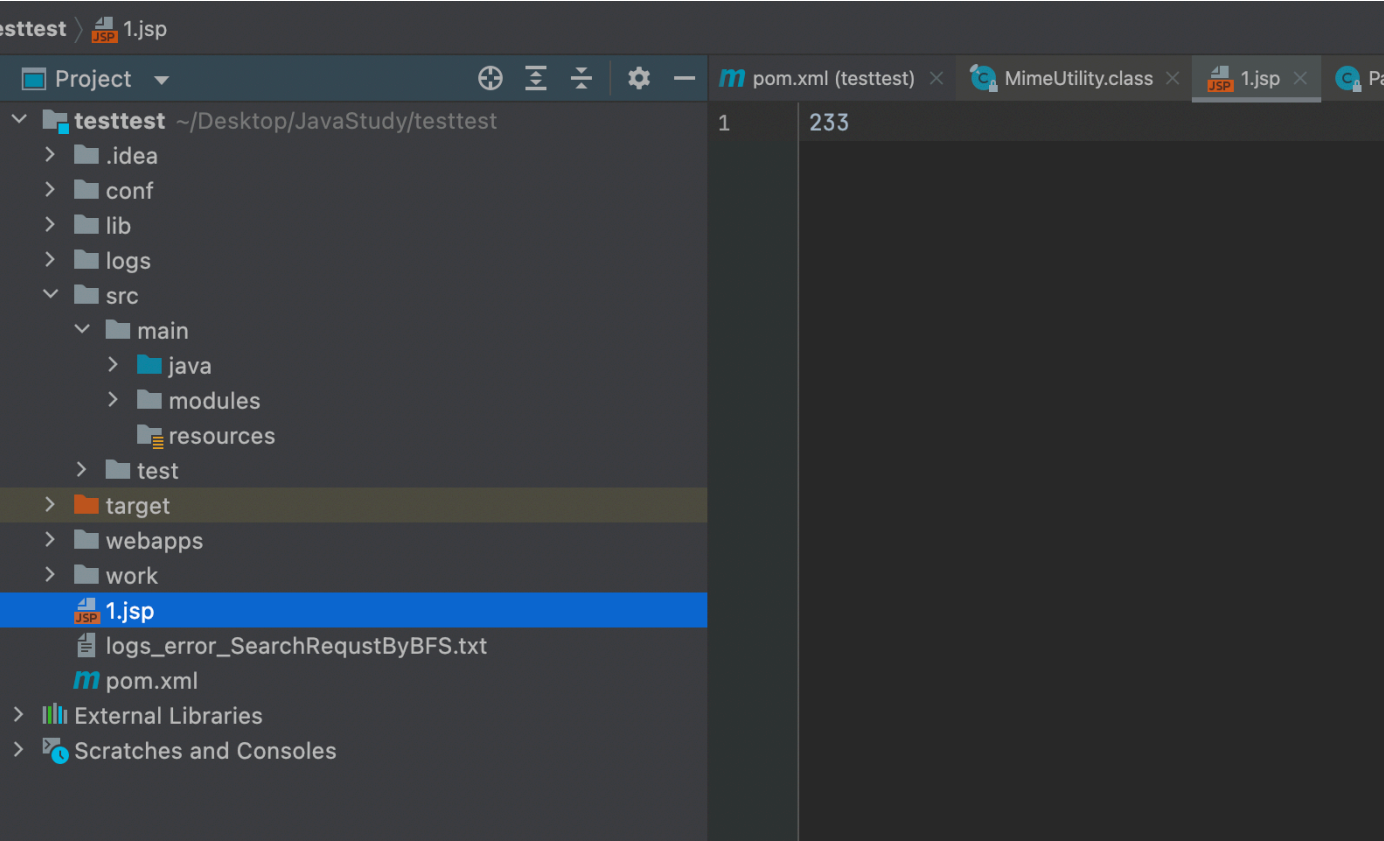 esttest 1.jsp
Project pom.xml (testtest) MimeUtility.class 1.jsp Pa
testtest ~/Desktop/JavaStudy/testtest
1 233
.idea
conf
lib
logs
src
main
java
modules
resources
test
target
webapps
work
1.jsp
logs_error_SearchRequstByBFS.txt
pom.xml
External Libraries
Scratches and Consoles